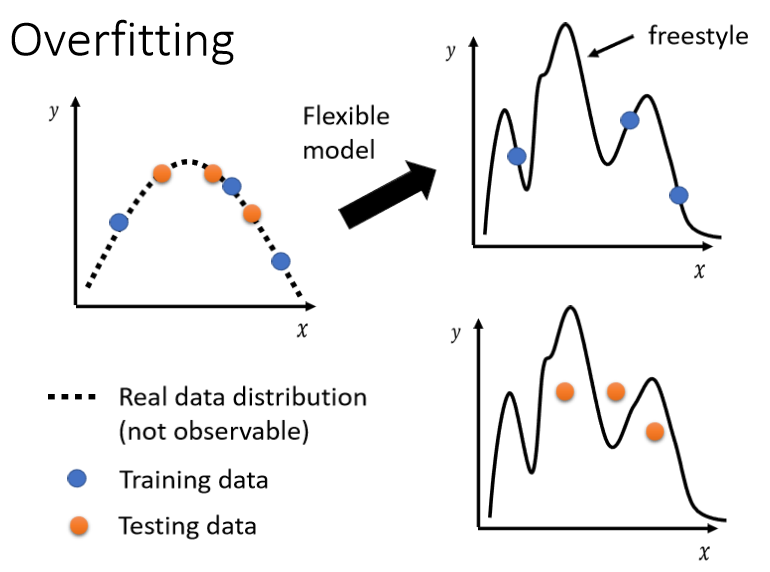 Overfitting
y
x
Flexible
model
freestyle
y
x
y
x
Real data distribution
(not observable)
Training data
Testing data